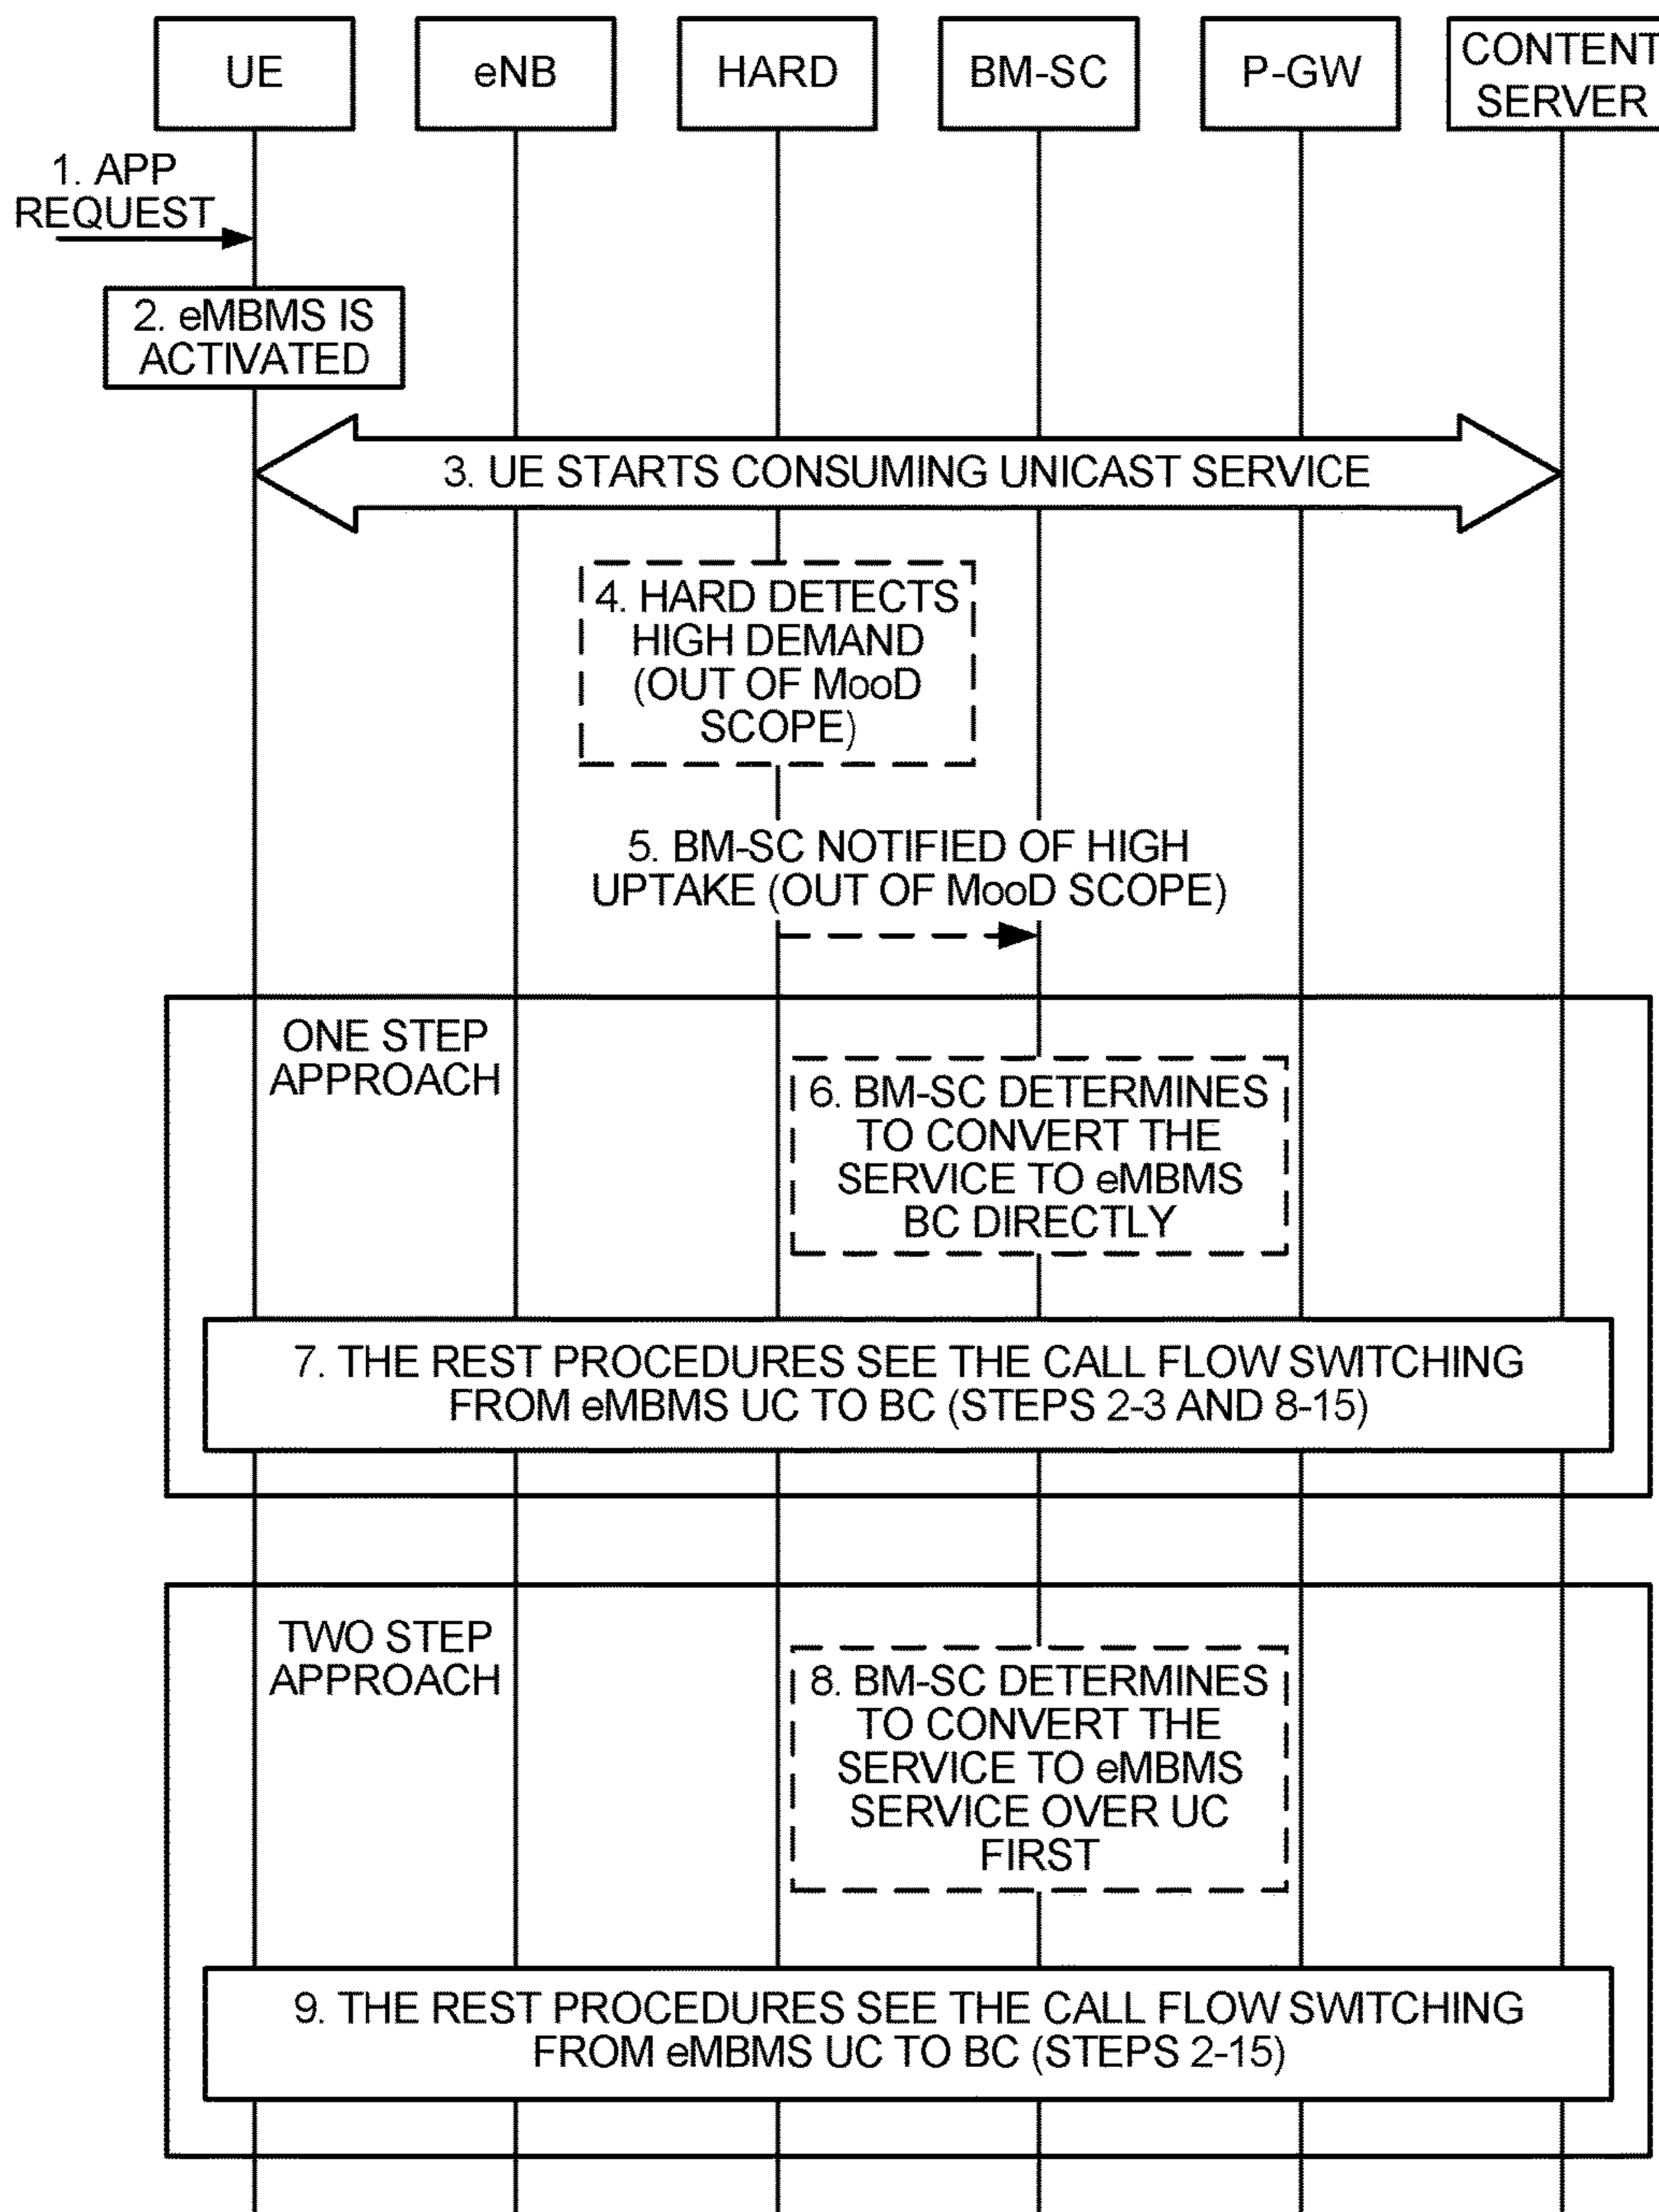 UE
eNB
HARD
BM-SC
P-GW
CONTENT
SERVER
1. APP
REQUEST
2. eMBMS IS
ACTIVATED
3. UE STARTS CONSUMING UNICAST SERVICE
4. HARD DETECTS
HIGH DEMAND
(OUT OF MooD
SCOPE)
5. BM-SC NOTIFIED OF HIGH
UPTAKE (OUT OF MooD SCOPE)
ONE STEP
APPROACH
6. BM-SC DETERMINES
TO CONVERT THE
SERVICE TO eMBMS
BC DIRECTLY
7. THE REST PROCEDURES SEE THE CALL FLOW SWITCHING
FROM eMBMS UC TO BC (STEPS 2-3 AND 8-15)
TWO STEP
APPROACH
8. BM-SC DETERMINES
TO CONVERT THE
SERVICE TO eMBMS
SERVICE OVER UC
FIRST
9. THE REST PROCEDURES SEE THE CALL FLOW SWITCHING
FROM eMBMS UC TO BC (STEPS 2-15)